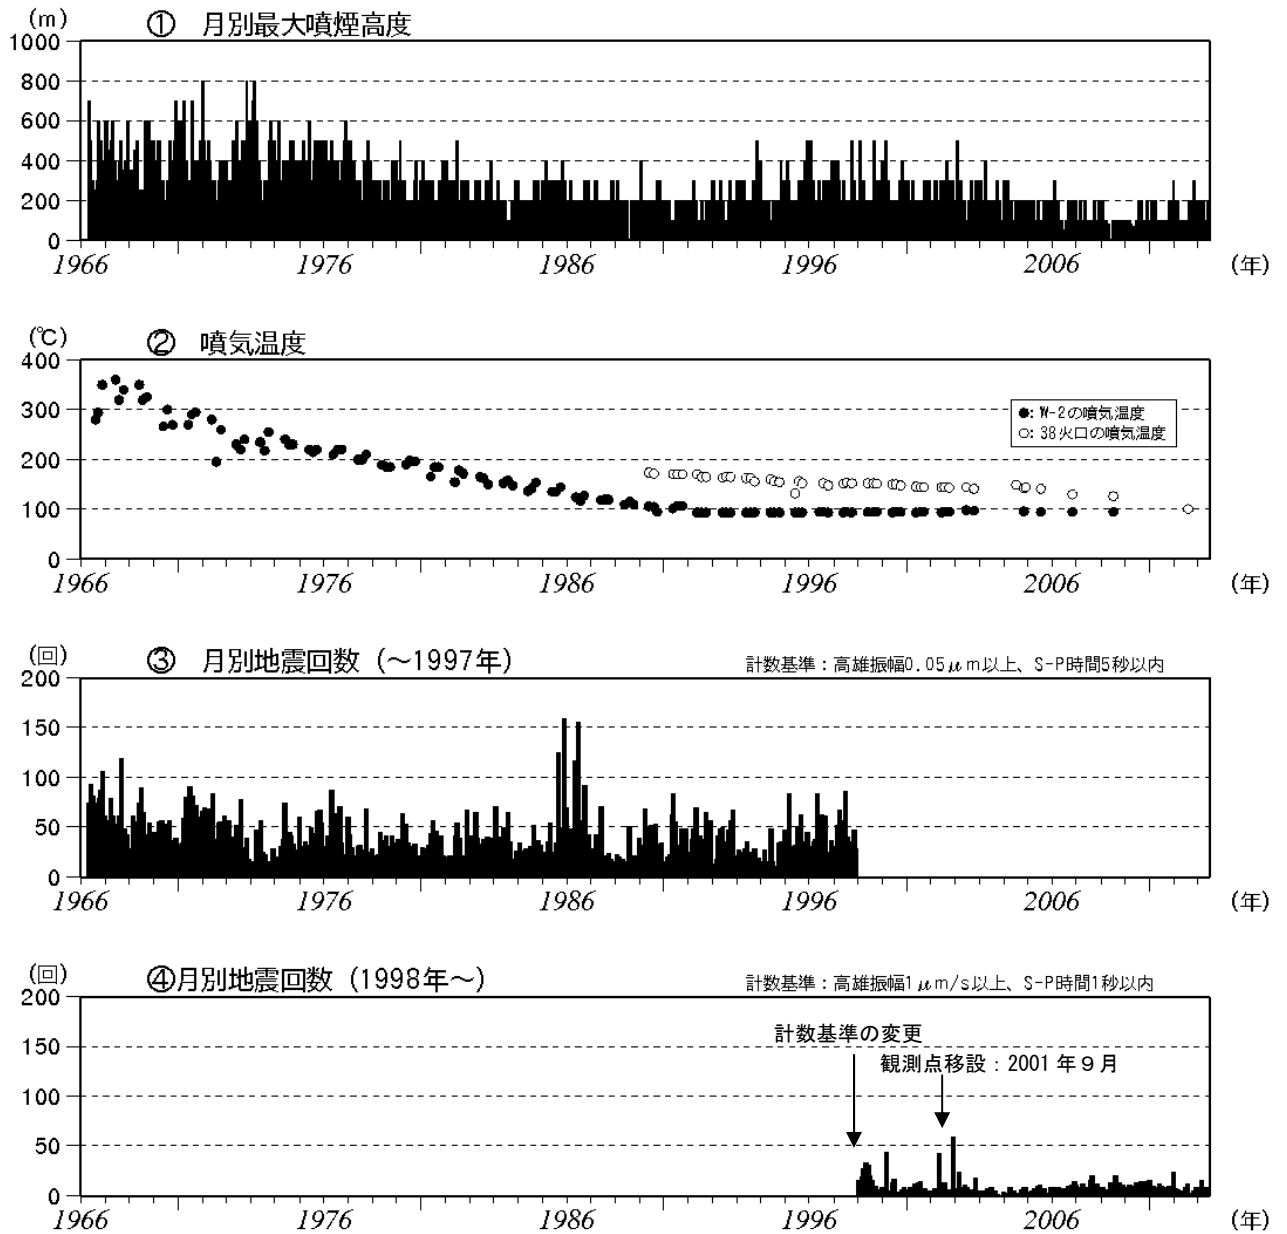 (m)
① 月別最大噴煙高度
1000
800
600
400
200
0
1966 1976 1986 1996 2006 (年)
(℃)
② 噴気温度
400
300
200
100
0
●: W-2の噴気温度
○: 38火口の噴気温度
1966 1976 1986 1996 2006 (年)
(回)
③ 月別地震回数（～1997年）
計数基準：高雄振幅0.05μm以上、S-P時間5秒以内
200
150
100
50
0
1966 1976 1986 1996 2006 (年)
(回)
④月別地震回数（1998年～）
計数基準：高雄振幅1μm/s以上、S-P時間1秒以内
200
150
100
50
0
計数基準の変更
観測点移設：2001年９月
1966 1976 1986 1996 2006 (年)